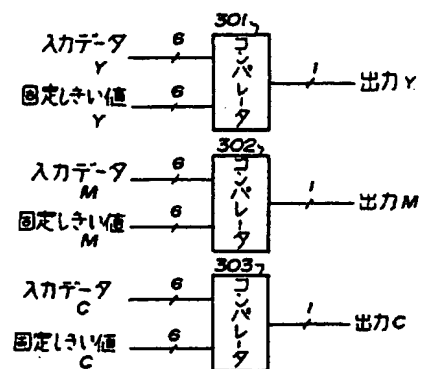 301
入力データ 6
Y
コンパレータ
1
出力Y
固定しきい値 6
Y
302
入力データ 6
M
コンパレータ
1
出力M
固定しきい値 6
M
303
入力データ 6
C
コンパレータ
1
出力C
固定しきい値 6
C